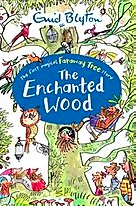 Enid Blyton
The first magical Faraway Tree story
The
Enchanted
Wood